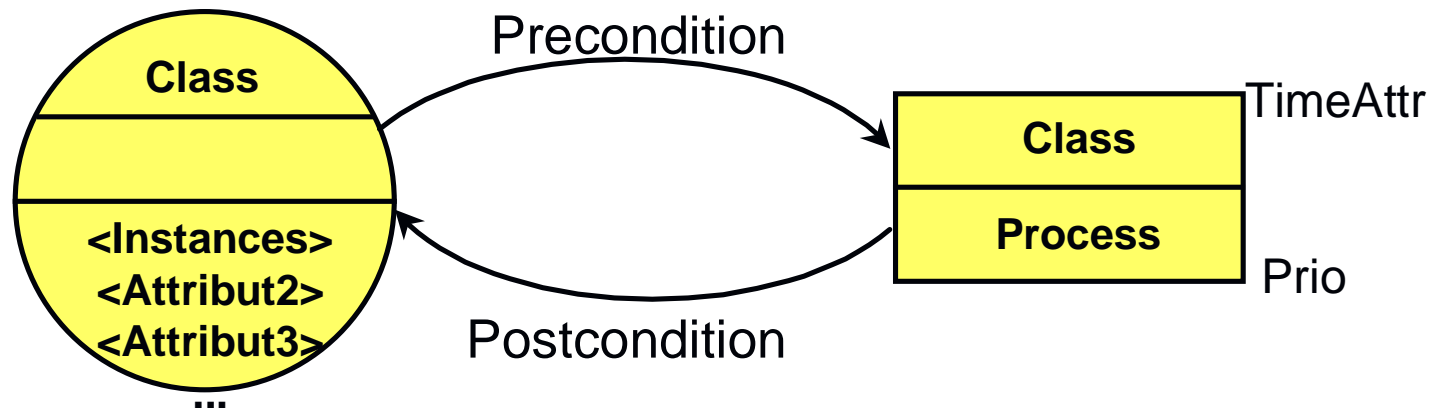 Precondition
Class
<Instances>
<Attribut2>
<Attribut3>
...
TimeAttr
Class
Process
Prio
Postcondition